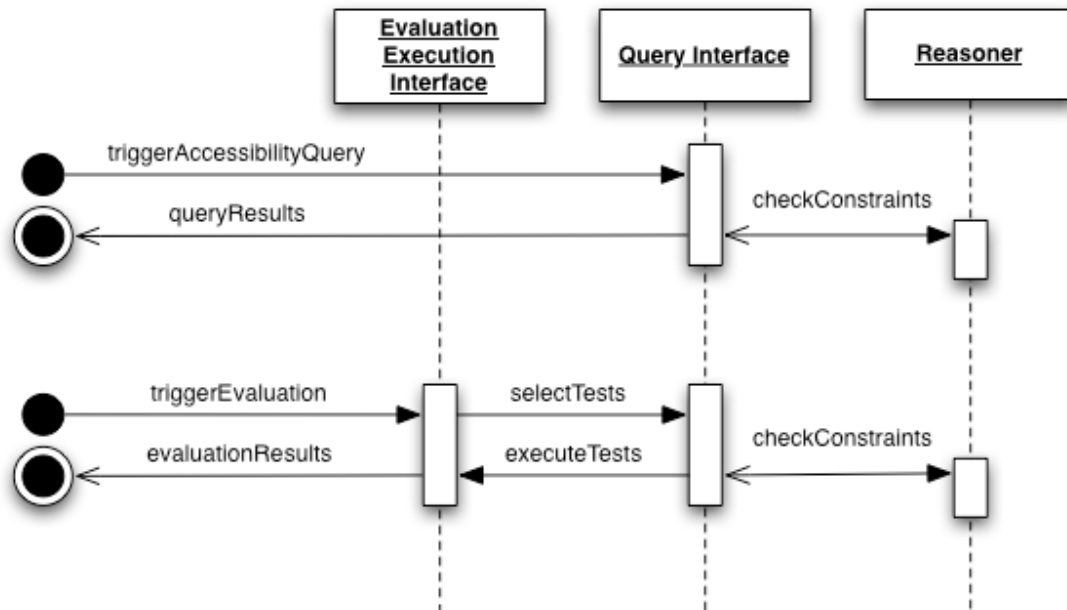 Evaluation
Execution
Interface
Query Interface
Reasoner
triggerAccessibilityQuery
queryResults
checkConstraints
triggerEvaluation
selectTests
evaluationResults
executeTests
checkConstraints